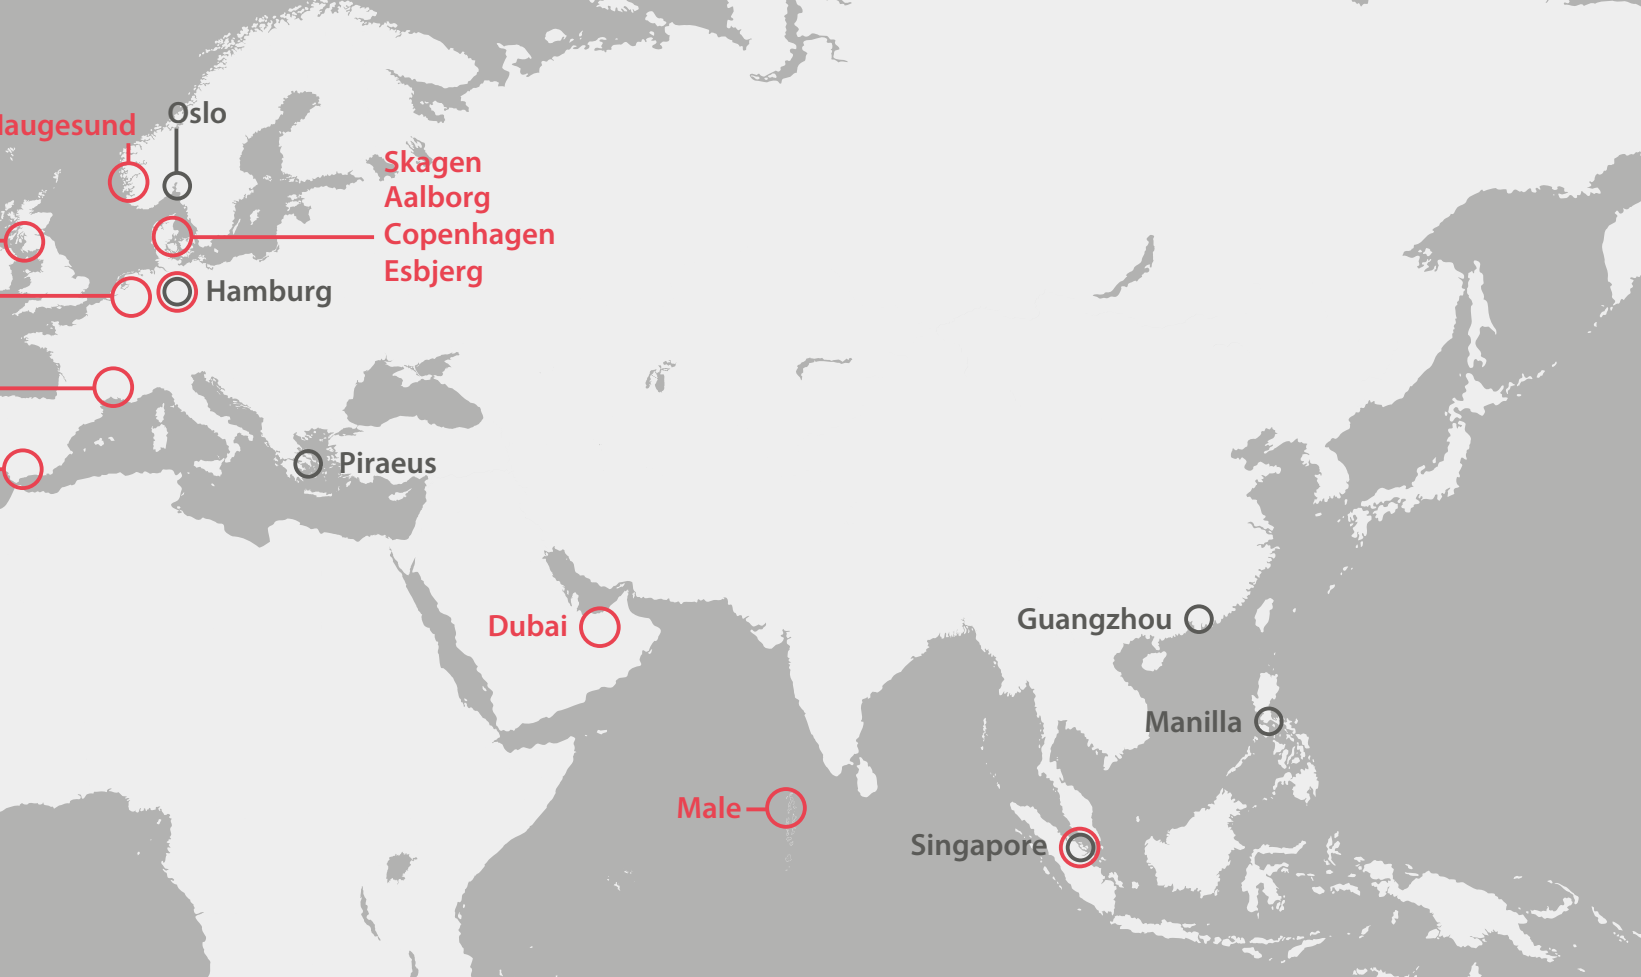 Oslo
laugesund
Skagen
Aalborg
Copenhagen
Esbjerg
Hamburg
Piraeus
Dubai
Guangzhou
Manilla
Male
Singapore